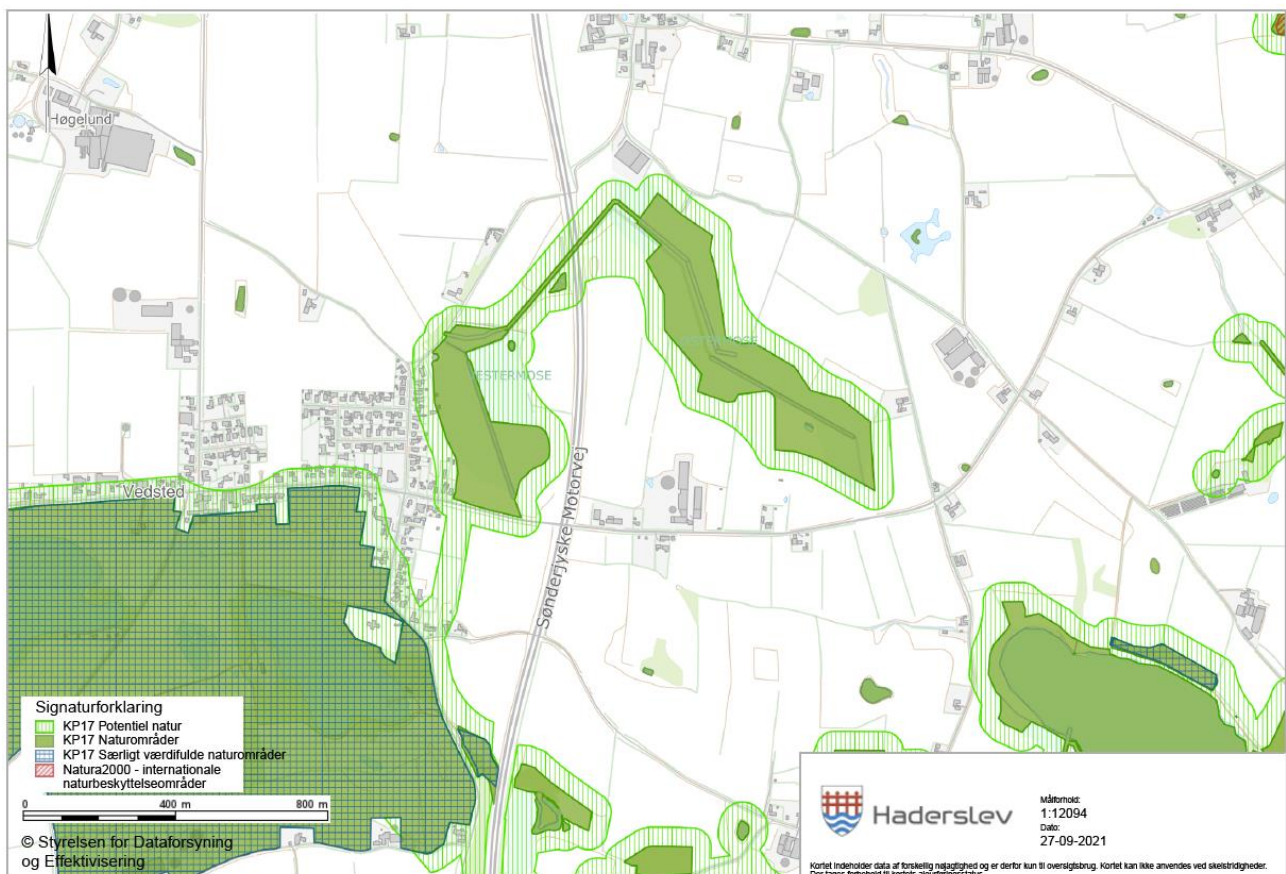 Høgelund
VESTERMOSE
Vedsted
Sønderjyske Motorvej
Signaturforklaring
KP17 Potentiel natur
KP17 Naturområder
KP17 Særligt værdifulde naturområder
Natura2000 - internationale
naturbeskyttelseområder
0 400 m 800 m
© Styrelsen for Dataforsyning
og Effektivisering
Haderslev
Målforhold:
1:12094
Dato:
27-09-2021
Kortet indeholder data af forskellig nøjagtighed og er derfor kun til oversigtsbrug. Kortet kan ikke anvendes ved skelstridigheder.